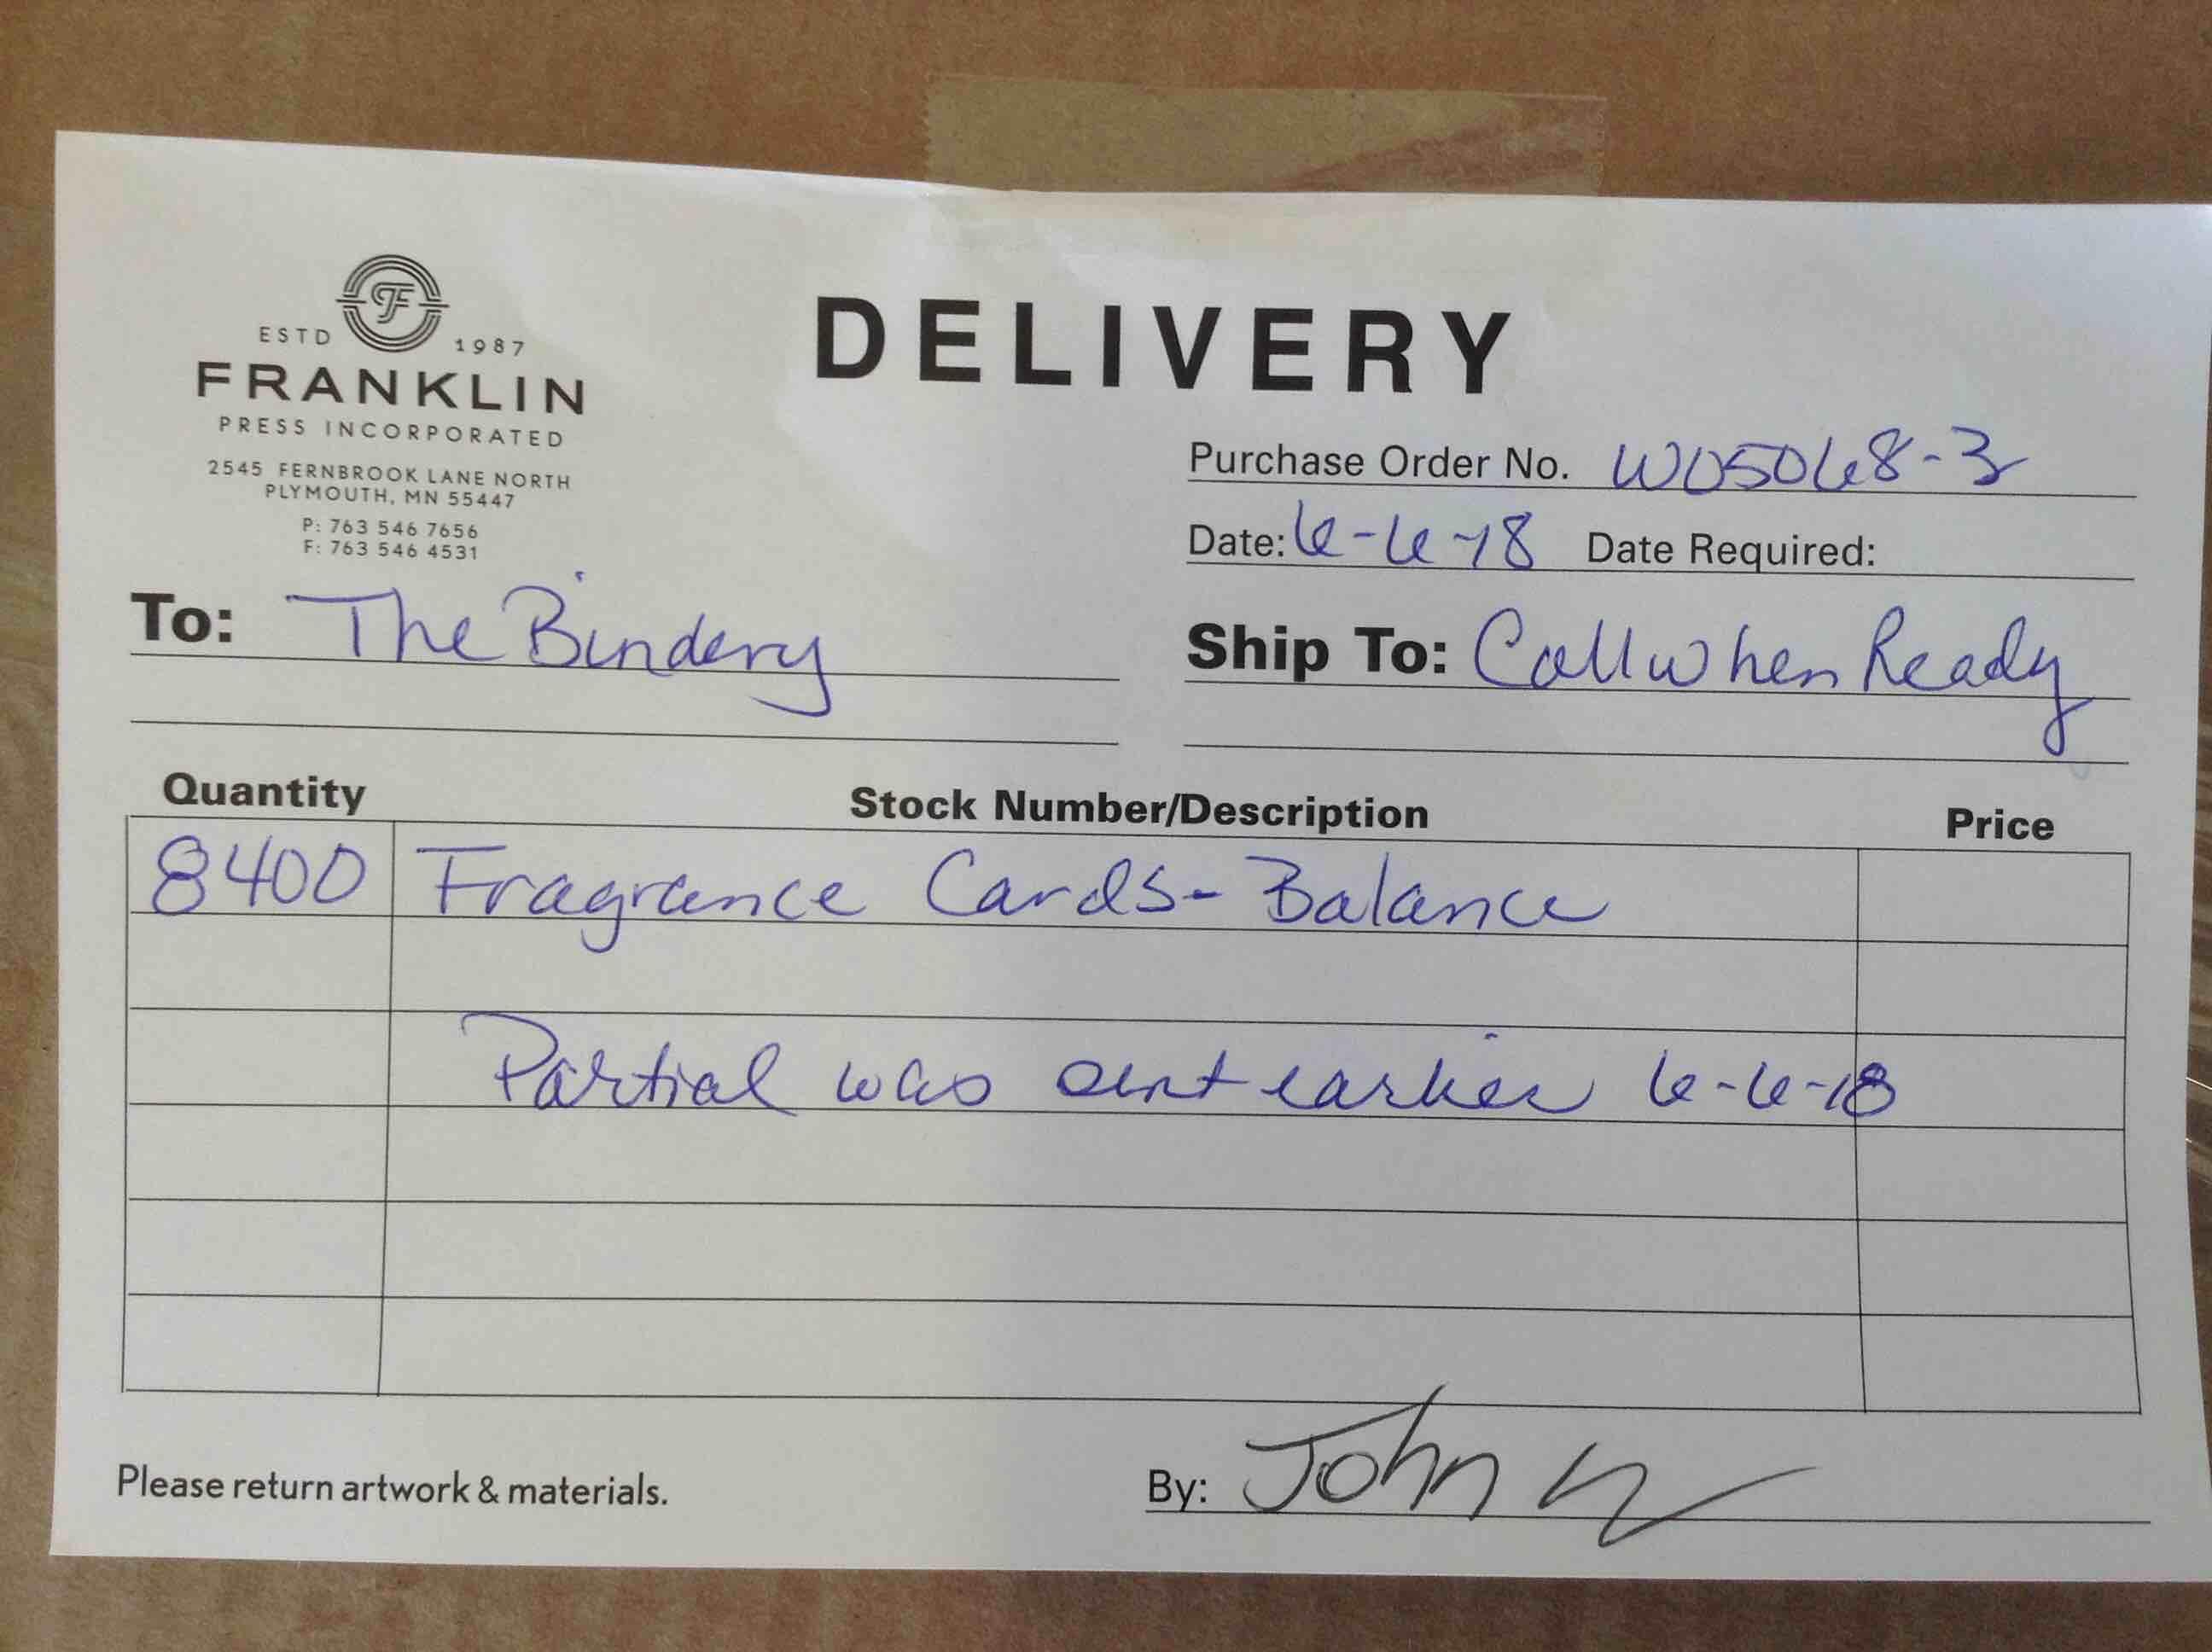 ESTD 1987
FRANKLIN
PRESS INCORPORATED
2545 FERNBROOK LANE NORTH
PLYMOUTH, MN 55447
P: 763 546 7656
F: 763 546 4531
DELIVERY
Purchase Order No. W05068-3
Date: 6-6-18 Date Required:
To: The Bindery
Ship To: Call when Ready
Quantity Stock Number/Description Price
8400 Fragrance Cards- Balance
Partial was sent earlier 6-6-18
Please return artwork & materials.
By: John